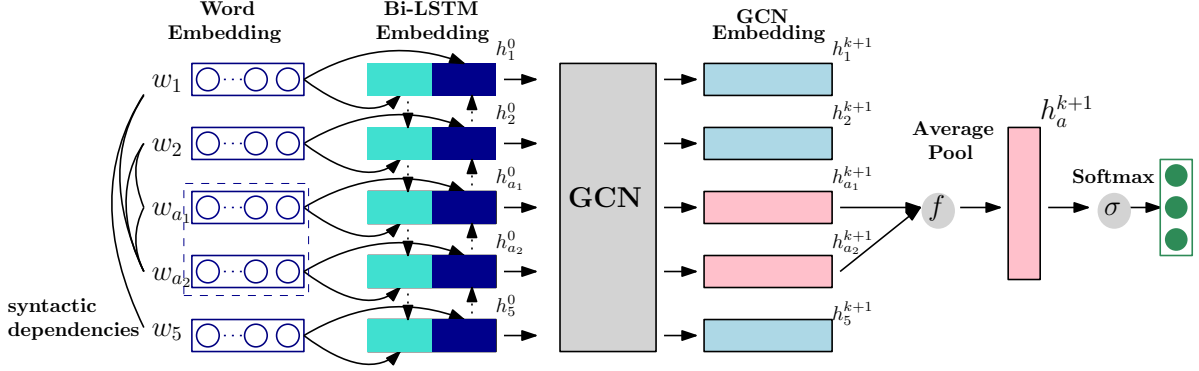 Word
Embedding
Bi-LSTM
Embedding
GCN
Embedding
w_1
···
h_1^0
h_1^{k+1}
w_2
···
h_2^0
h_2^{k+1}
h_a^{k+1}
Average
Pool
w_{a_1}
···
h_{a_1}^0
GCN
h_{a_1}^{k+1}
f
Softmax
σ
w_{a_2}
···
h_{a_2}^0
h_{a_2}^{k+1}
syntactic
dependencies
w_5
···
h_5^0
h_5^{k+1}